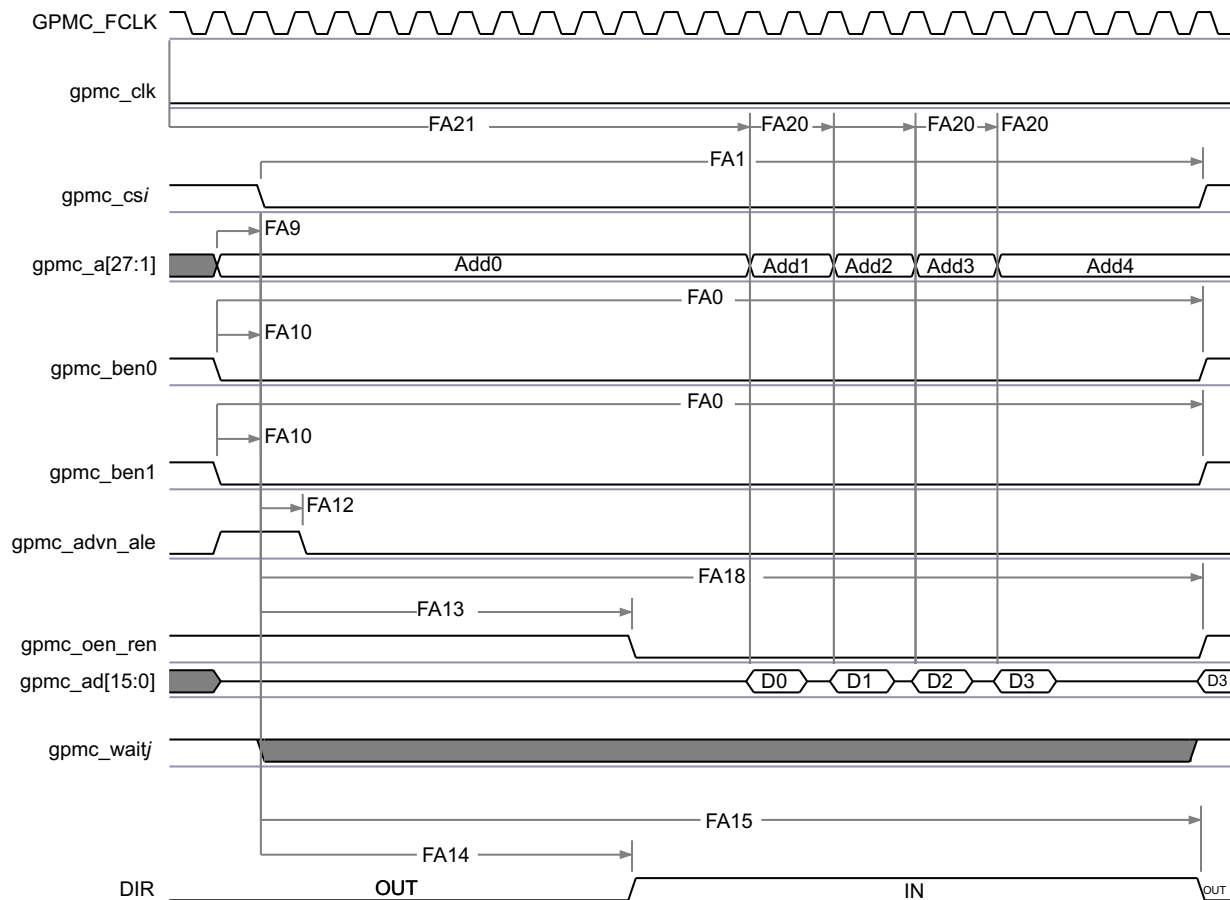 GPMC_FCLK
gpmc_clk
FA21 FA20 FA20 FA20
FA1
gpmc_csi
FA9
gpmc_a[27:1] Add0 Add1 Add2 Add3 Add4
FA0
FA10
gpmc_ben0
FA0
FA10
gpmc_ben1
FA12
gpmc_advn_ale
FA18
FA13
gpmc_oen_ren
gpmc_ad[15:0] D0 D1 D2 D3 D3
gpmc_waitj
FA15
FA14
DIR OUT IN OUT